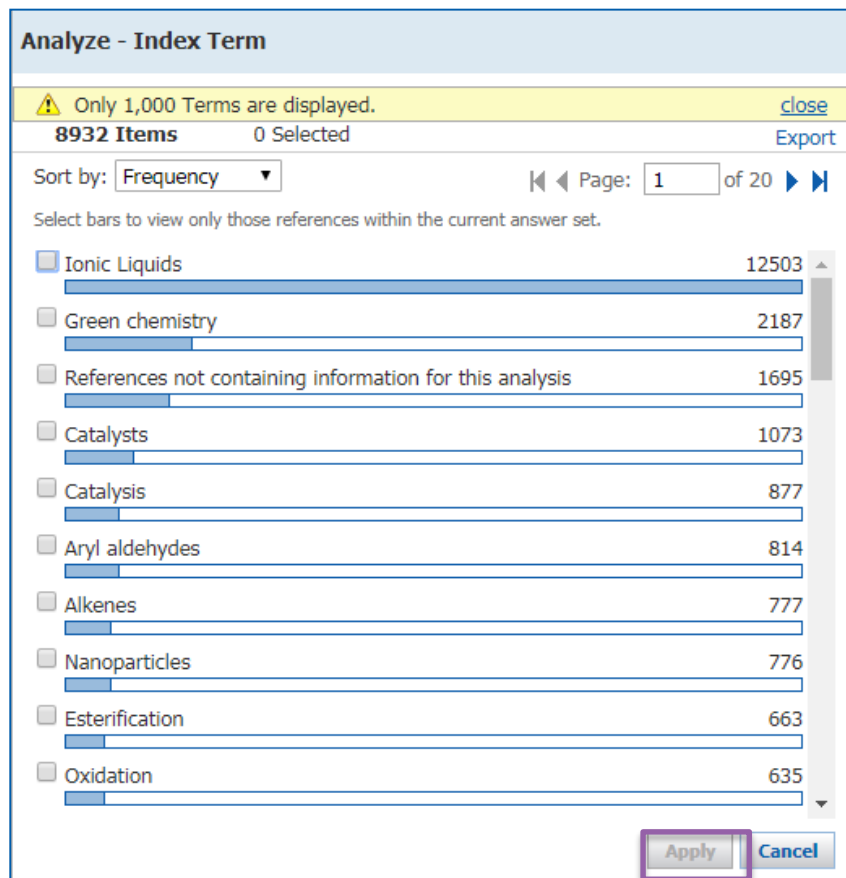 Analyze - Index Term
Only 1,000 Terms are displayed. close
8932 Items 0 Selected Export
Sort by: Frequency Page: 1 of 20
Select bars to view only those references within the current answer set.
Ionic Liquids 12503
Green chemistry 2187
References not containing information for this analysis 1695
Catalysts 1073
Catalysis 877
Aryl aldehydes 814
Alkenes 777
Nanoparticles 776
Esterification 663
Oxidation 635
Apply Cancel